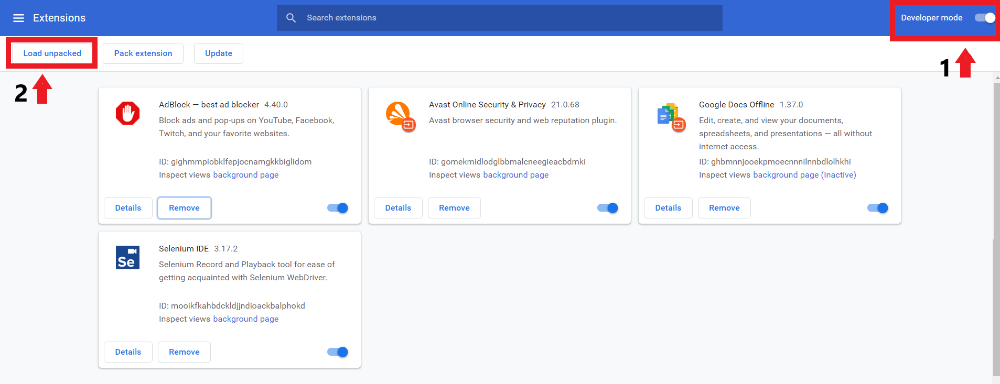 Extensions
Search extensions
Developer mode
Load unpacked
Pack extension
Update
1
2
AdBlock — best ad blocker 4.40.0
Block ads and pop-ups on YouTube, Facebook,
Twitch, and your favorite websites.
ID: gighmmpiobklfepjocnamgkkbiglidom
Inspect views background page
Details
Remove
Avast Online Security & Privacy 21.0.68
Avast browser security and web reputation plugin.
ID: gomekmidlodglbbmalcneegieacbdmki
Inspect views background page
Details
Remove
Google Docs Offline 1.37.0
Edit, create, and view your documents,
spreadsheets, and presentations — all without
internet access.
ID: ghbmnnjooekpmoecnnnilnnbdlolhkhi
Inspect views background page (Inactive)
Details
Remove
Se
Selenium IDE 3.17.2
Selenium Record and Playback tool for ease of
getting acquainted with Selenium WebDriver.
ID: mooikfkahbdckldjjndioackbalphokd
Inspect views background page
Details
Remove